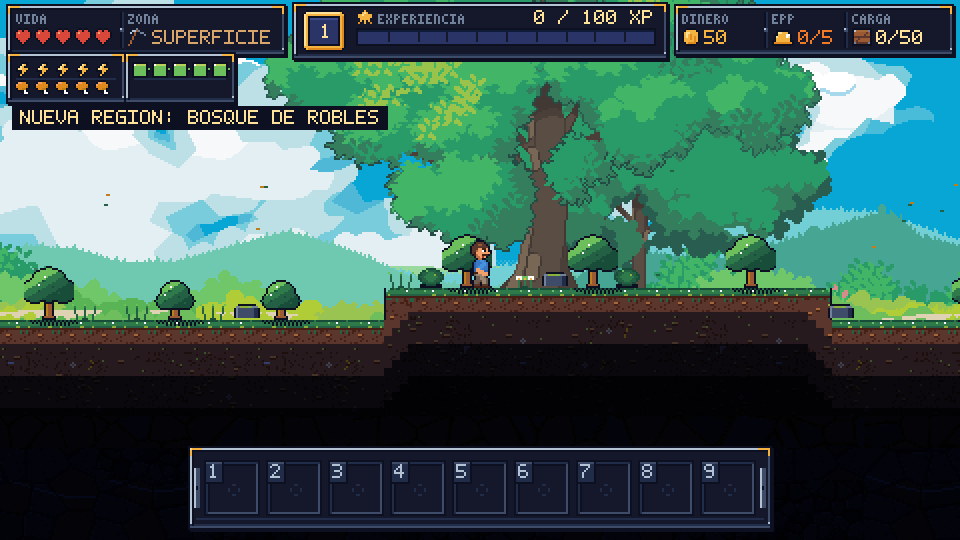 VIDA
ZONA
SUPERFICIE
1
EXPERIENCIA
0 / 100 XP
DINERO
50
EPP
0/5
CARGA
0/50
NUEVA REGION: BOSQUE DE ROBLES
1 2 3 4 5 6 7 8 9